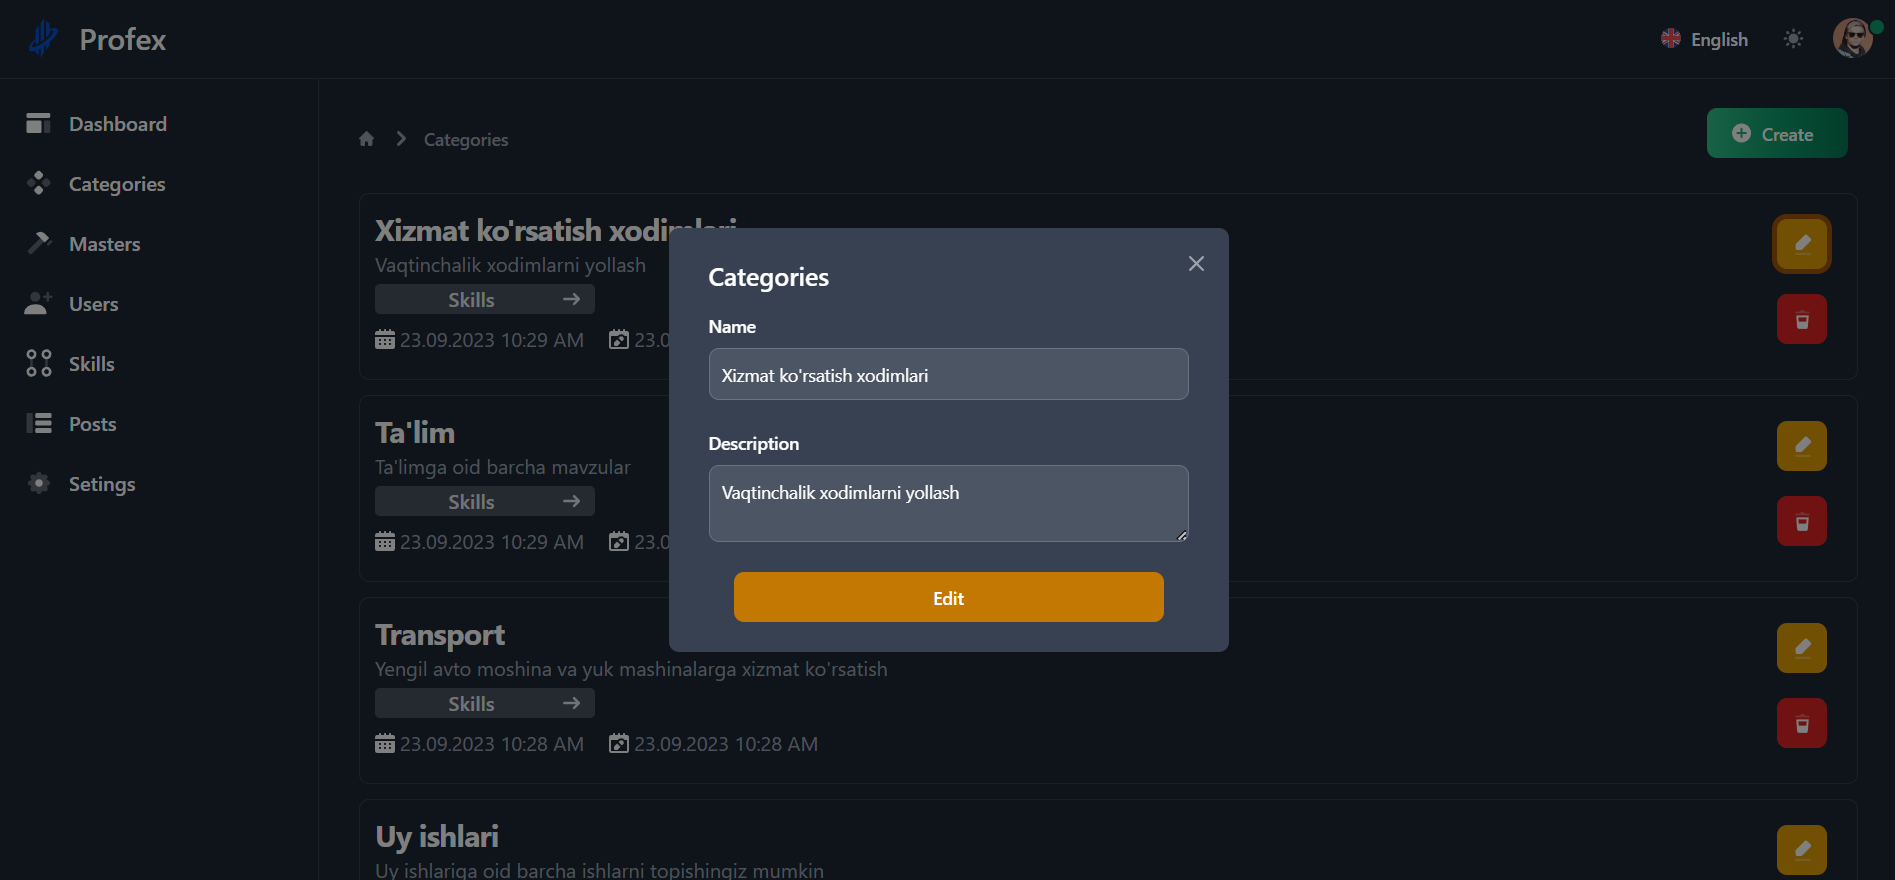 Profex
English
Dashboard
Categories
Masters
Users
Skills
Posts
Setings
Categories
Create
Xizmat ko'rsatish xodimlari
Vaqtinchalik xodimlarni yollash
Skills
23.09.2023 10:29 AM 23.0
Ta'lim
Ta'limga oid barcha mavzular
Skills
23.09.2023 10:29 AM 23.0
Transport
Yengil avto moshina va yuk mashinalarga xizmat ko'rsatish
Skills
23.09.2023 10:28 AM 23.09.2023 10:28 AM
Uy ishlari
Uy ishlariga oid barcha ishlarni topishingiz mumkin
Categories
Name
Xizmat ko'rsatish xodimlari
Description
Vaqtinchalik xodimlarni yollash
Edit